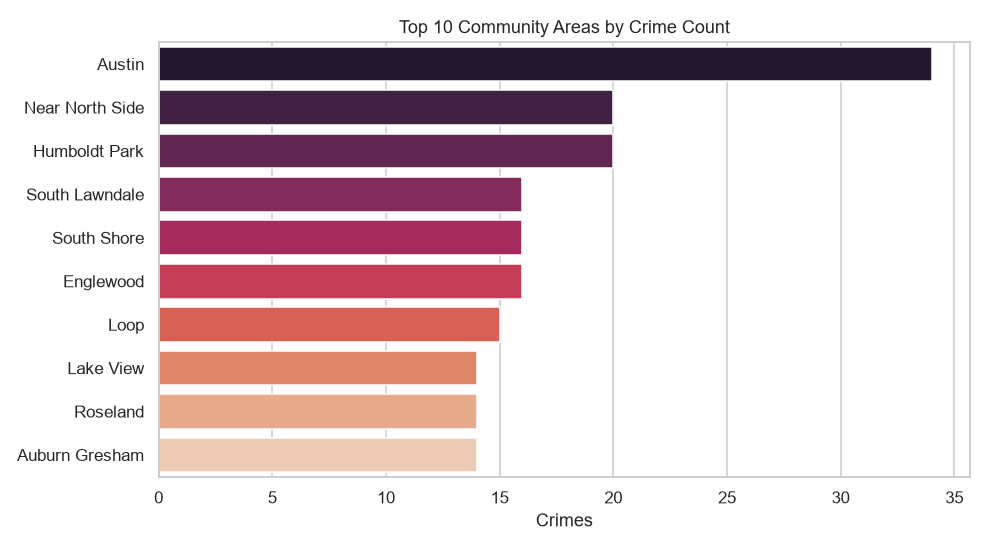 Top 10 Community Areas by Crime Count
Austin
Near North Side
Humboldt Park
South Lawndale
South Shore
Englewood
Loop
Lake View
Roseland
Auburn Gresham
0 5 10 15 20 25 30 35
Crimes